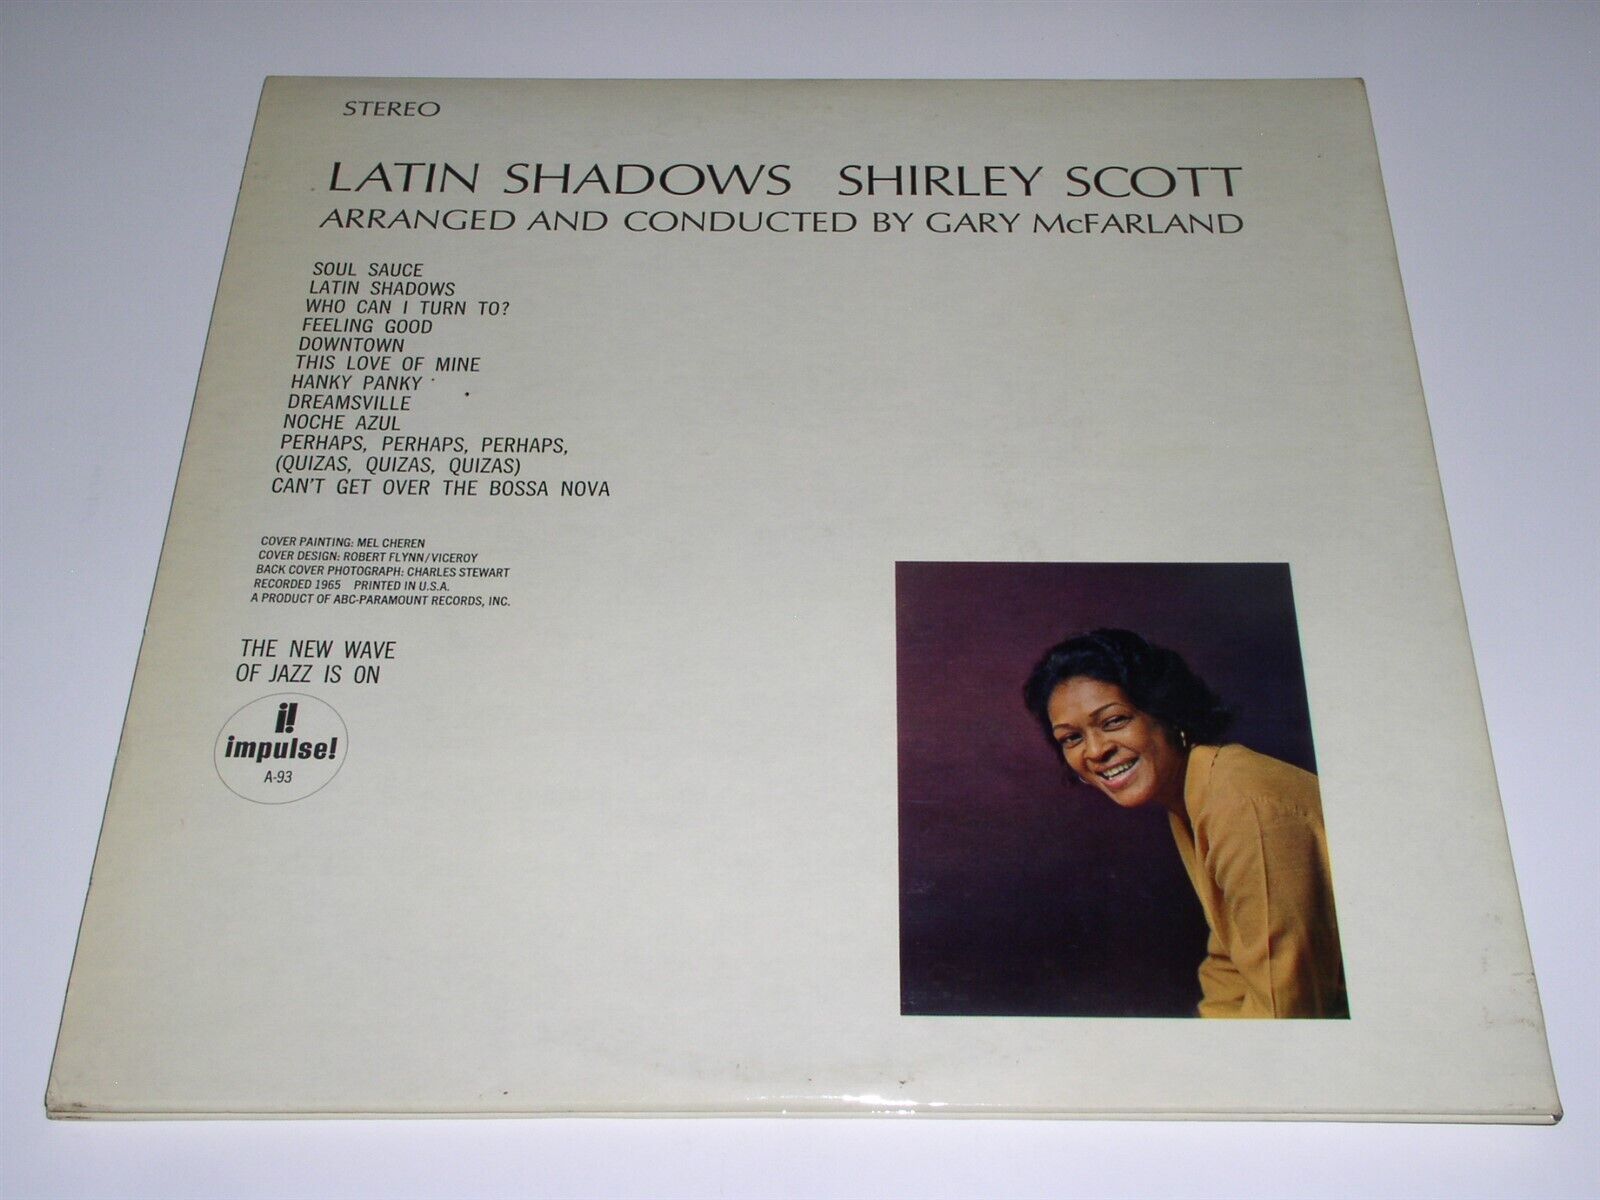 STEREO
LATIN SHADOWS SHIRLEY SCOTT
ARRANGED AND CONDUCTED BY GARY McFARLAND
SOUL SAUCE
LATIN SHADOWS
WHO CAN I TURN TO?
FEELING GOOD
DOWNTOWN
THIS LOVE OF MINE
HANKY PANKY
DREAMSVILLE
NOCHE AZUL
PERHAPS, PERHAPS, PERHAPS,
(QUIZAS, QUIZAS, QUIZAS)
CAN'T GET OVER THE BOSSA NOVA
COVER PAINTING: MEL CHEREN
COVER DESIGN: ROBERT FLYNN/VICEROY
BACK COVER PHOTOGRAPH: CHARLES STEWART
RECORDED 1965 PRINTED IN U.S.A.
A PRODUCT OF ABC-PARAMOUNT RECORDS, INC.
THE NEW WAVE
OF JAZZ IS ON
i!
impulse!
A-93